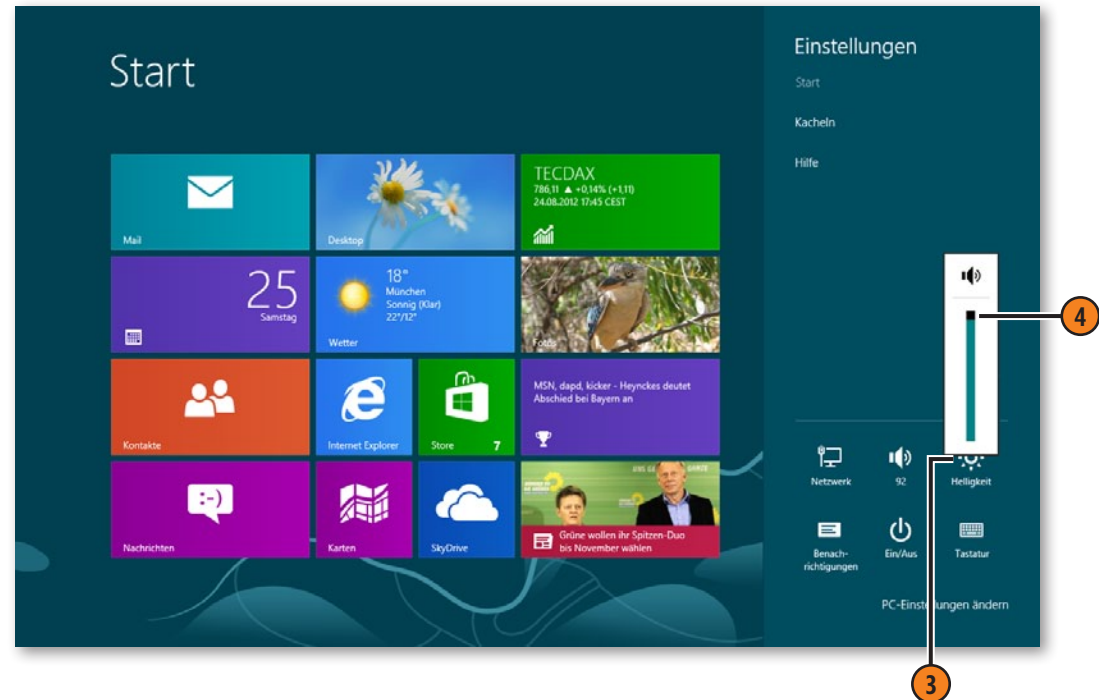 Start
Mail
Desktop
TECDAX
786,11 ▲ +0,14% (+1,11)
24.08.2012 17:45 CEST
25
Samstag
18°
München
Sonnig (Klar)
22°/12°
Wetter
Fotos
Kontakte
Internet Explorer
Store 7
MSN, dapd, kicker - Heynckes deutet
Abschied bei Bayern an
Nachrichten
:-)
Karten
SkyDrive
Grüne wollen ihr Spitzen-Duo
bis November wählen
Einstellungen
Start
Kacheln
Hilfe
4
Netzwerk
92
Helligkeit
Benach-
richtigungen
Ein/Aus
Tastatur
PC-Einstellungen ändern
3